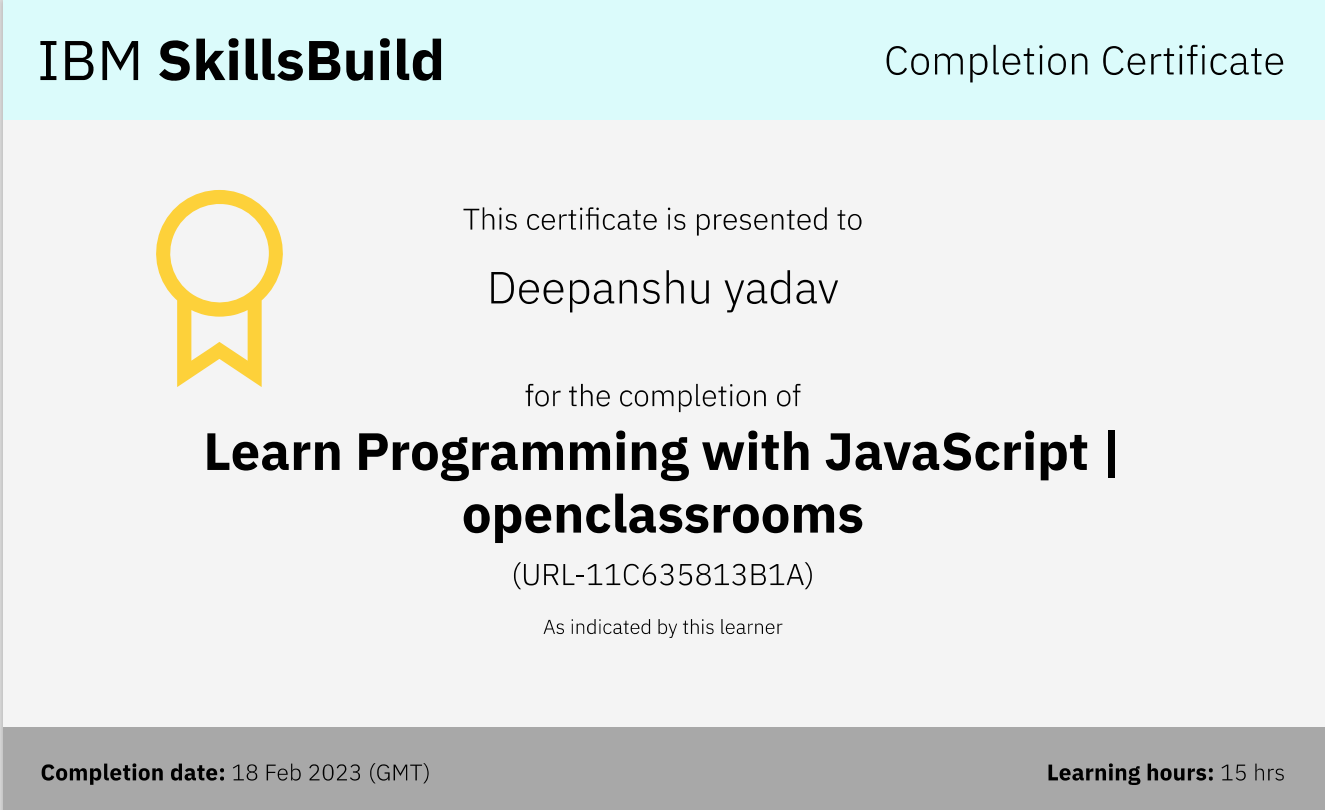 IBM SkillsBuild
Completion Certificate
This certificate is presented to
Deepanshu yadav
for the completion of
Learn Programming with JavaScript |
openclassrooms
(URL-11C635813B1A)
As indicated by this learner
Completion date: 18 Feb 2023 (GMT)
Learning hours: 15 hrs